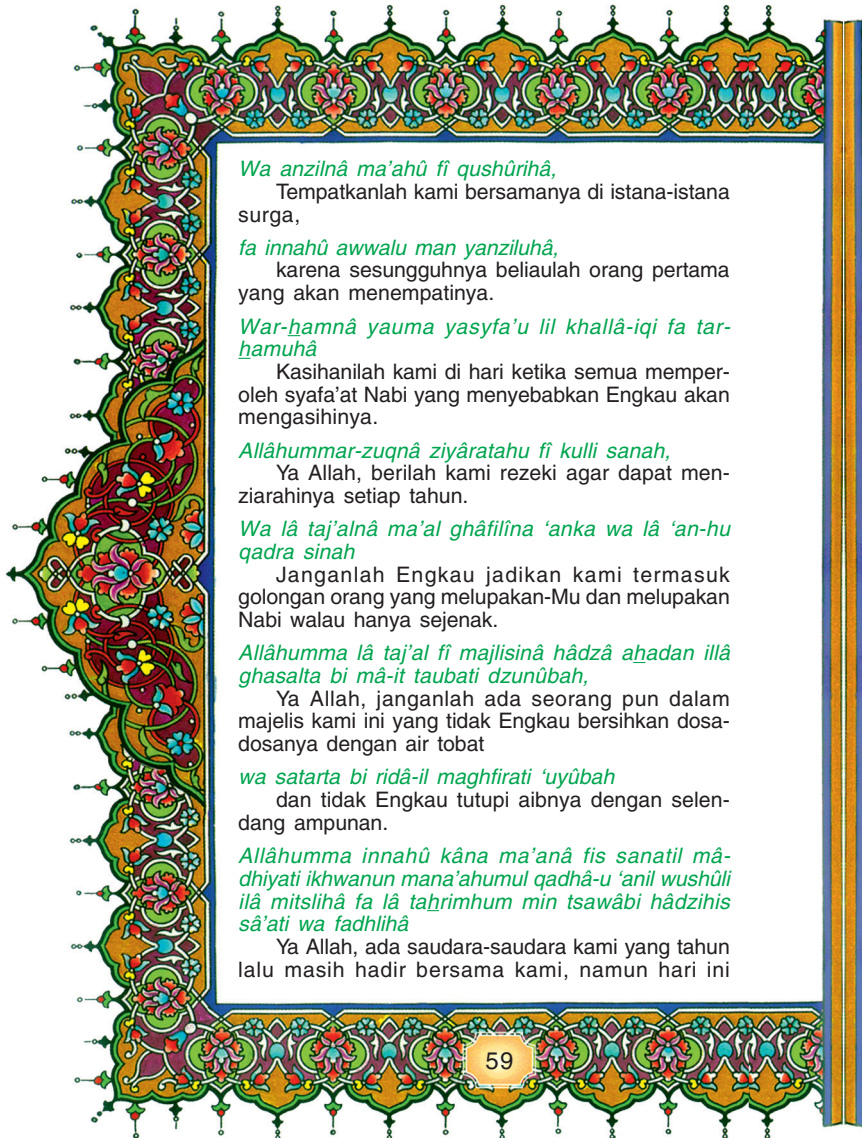 Wa anzilnâ ma'ahû fî qushûrihâ,
Tempatkanlah kami bersamanya di istana-istana
surga,
fa innahû awwalu man yanziluhâ,
karena sesungguhnya beliaulah orang pertama
yang akan menempatinya.
War-h̲amnâ yauma yasyfa'u lil khallâ-iqi fa tar-
h̲amuhâ
Kasihanilah kami di hari ketika semua memper-
oleh syafa'at Nabi yang menyebabkan Engkau akan
mengasihinya.
Allâhummar-zuqnâ ziyâratahu fî kulli sanah,
Ya Allah, berilah kami rezeki agar dapat men-
ziarahinya setiap tahun.
Wa lâ taj'alnâ ma'al ghâfilîna ‘anka wa lâ ‘an-hu
qadra sinah
Janganlah Engkau jadikan kami termasuk
golongan orang yang melupakan-Mu dan melupakan
Nabi walau hanya sejenak.
Allâhumma lâ taj'al fî majlisinâ hâdzâ ah̲adan illâ
ghasalta bi mâ-it taubati dzunûbah,
Ya Allah, janganlah ada seorang pun dalam
majelis kami ini yang tidak Engkau bersihkan dosa-
dosanya dengan air tobat
wa satarta bi ridâ-il maghfirati ‘uyûbah
dan tidak Engkau tutupi aibnya dengan selen-
dang ampunan.
Allâhumma innahû kâna ma'anâ fis sanatil mâ-
dhiyati ikhwanun mana'ahumul qadhâ-u ‘anil wushûli
ilâ mitslihâ fa lâ tah̲rimhum min tsawâbi hâdzihis
sâ'ati wa fadhlihâ
Ya Allah, ada saudara-saudara kami yang tahun
lalu masih hadir bersama kami, namun hari ini
59